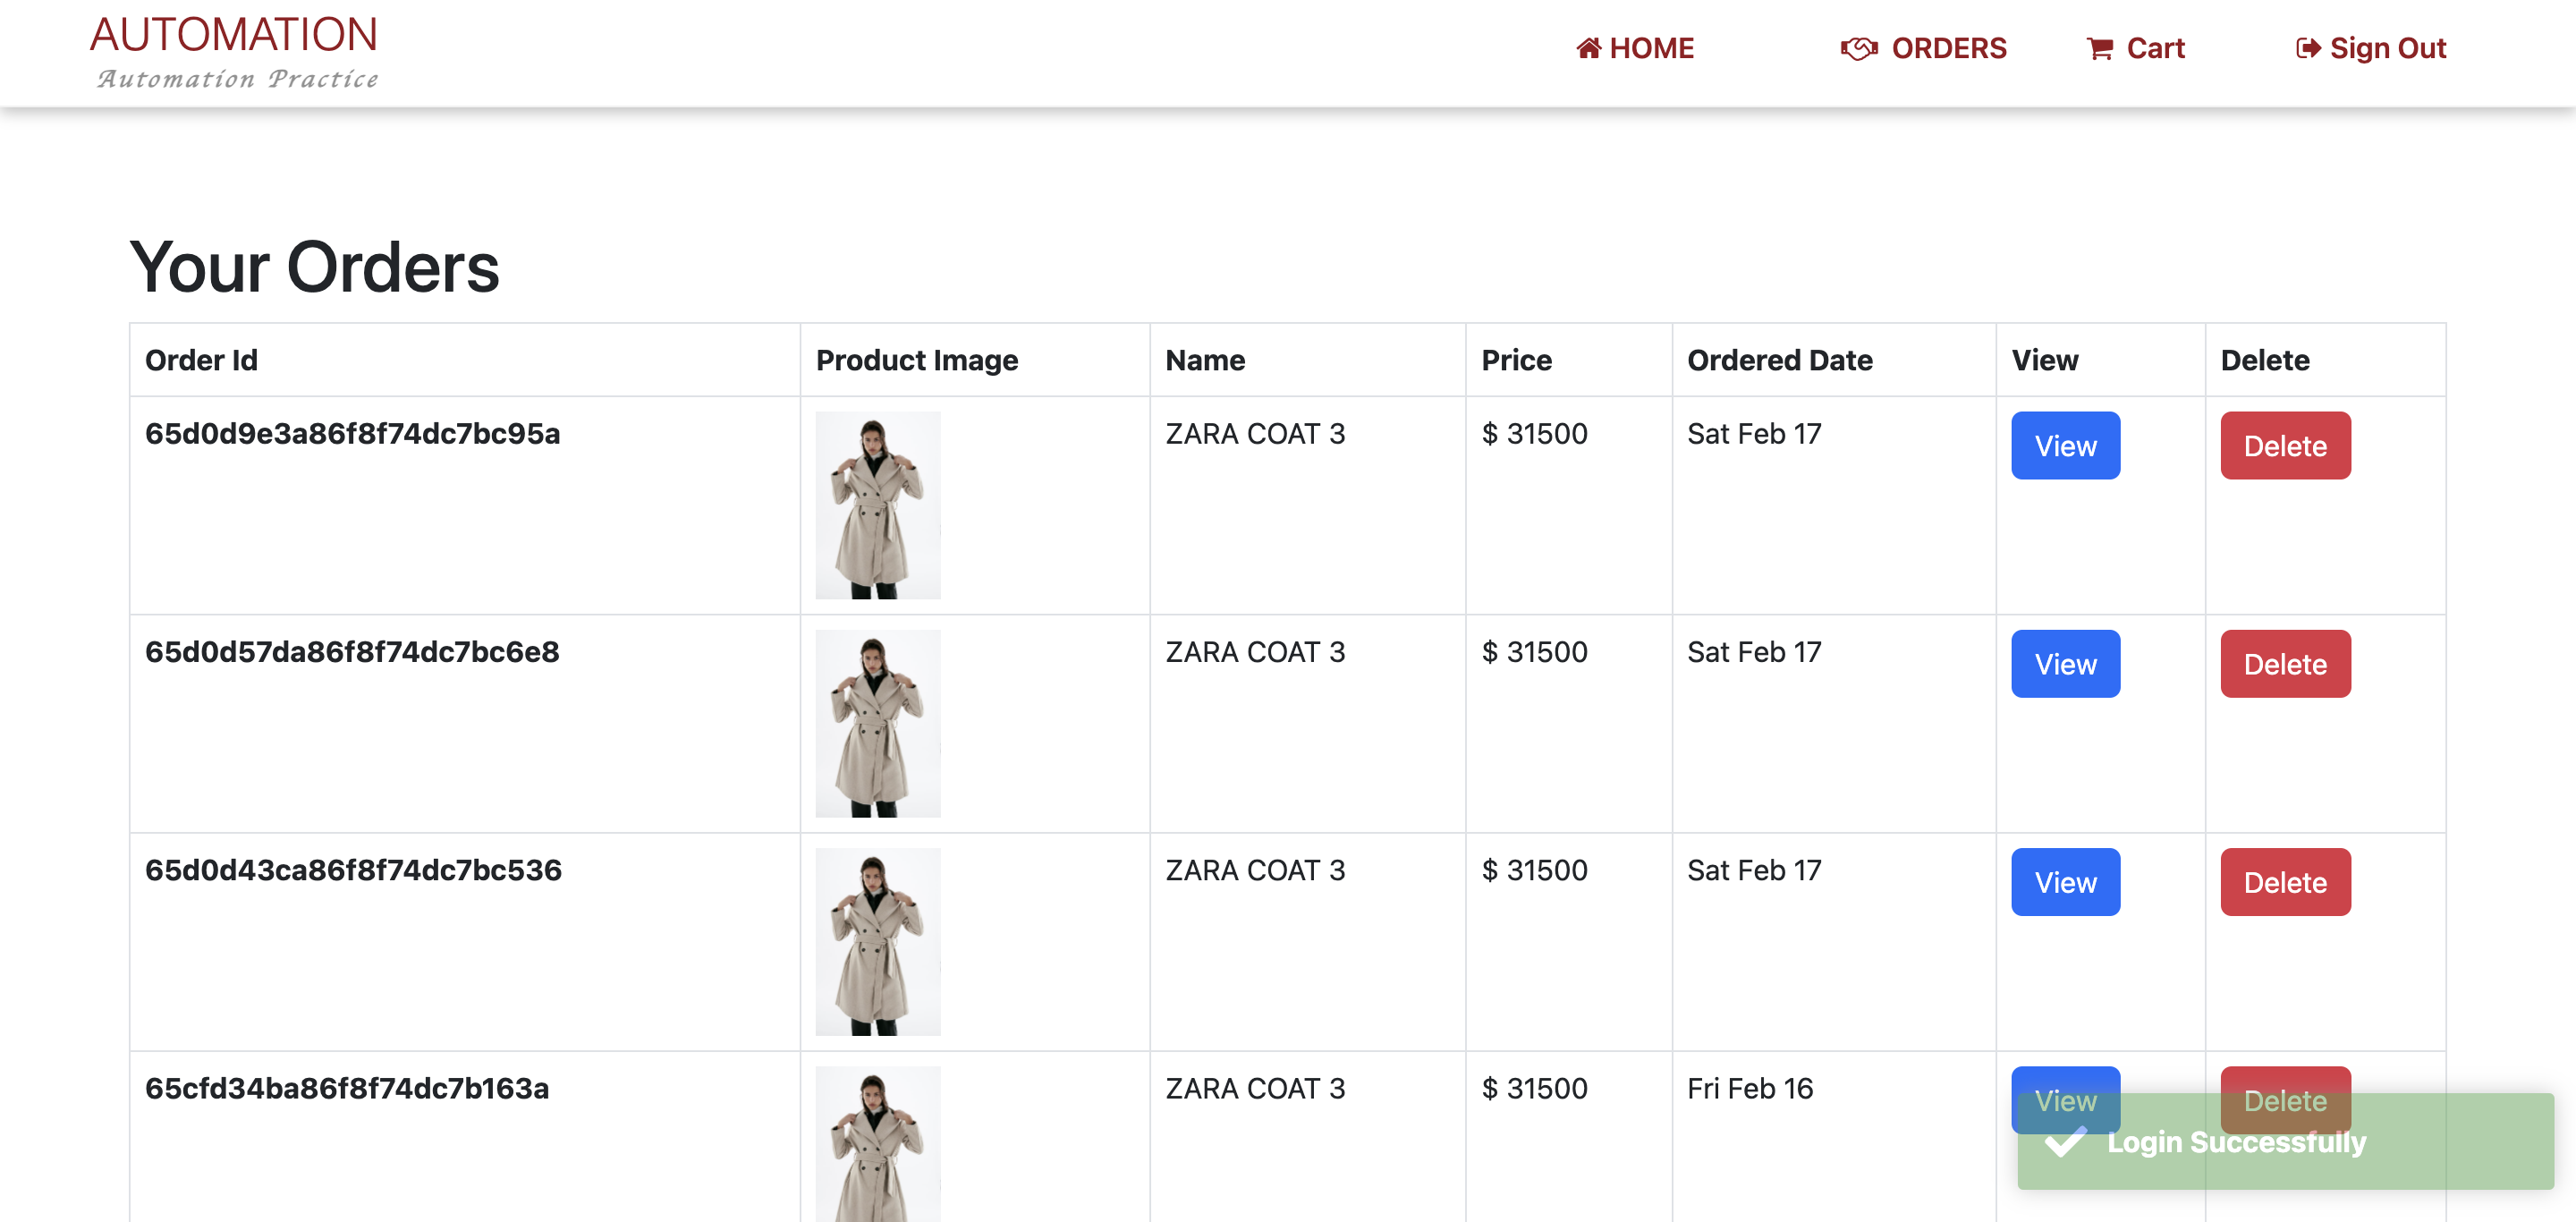 AUTOMATION
Automation Practice
HOME ORDERS Cart Sign Out
Your Orders
Order Id Product Image Name Price Ordered Date View Delete
65d0d9e3a86f8f74dc7bc95a ZARA COAT 3 $ 31500 Sat Feb 17 View Delete
65d0d57da86f8f74dc7bc6e8 ZARA COAT 3 $ 31500 Sat Feb 17 View Delete
65d0d43ca86f8f74dc7bc536 ZARA COAT 3 $ 31500 Sat Feb 17 View Delete
65cfd34ba86f8f74dc7b163a ZARA COAT 3 $ 31500 Fri Feb 16 View Delete
Login Successfully